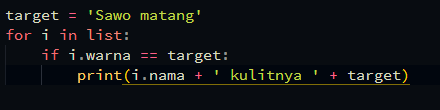 target = 'Sawo matang'
for i in list:
    if i.warna == target:
        print(i.nama + ' kulitnya ' + target)